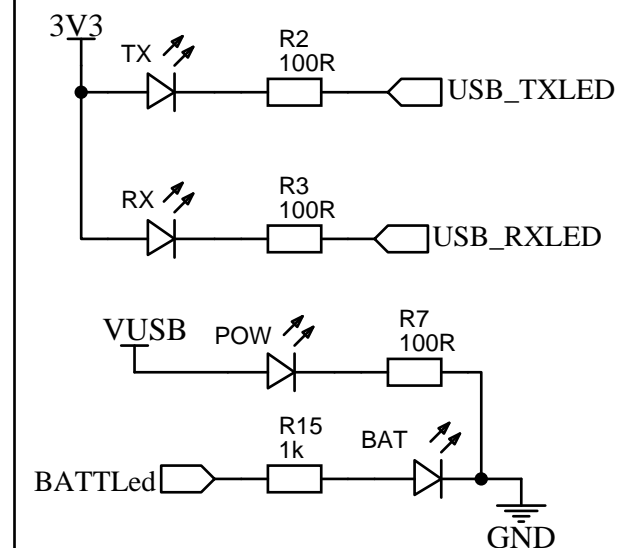 3V3
TX
R2
100R
USB_TXLED
RX
R3
100R
USB_RXLED
VUSB
POW
R7
100R
R15
1k
BAT
BATTLed
GND